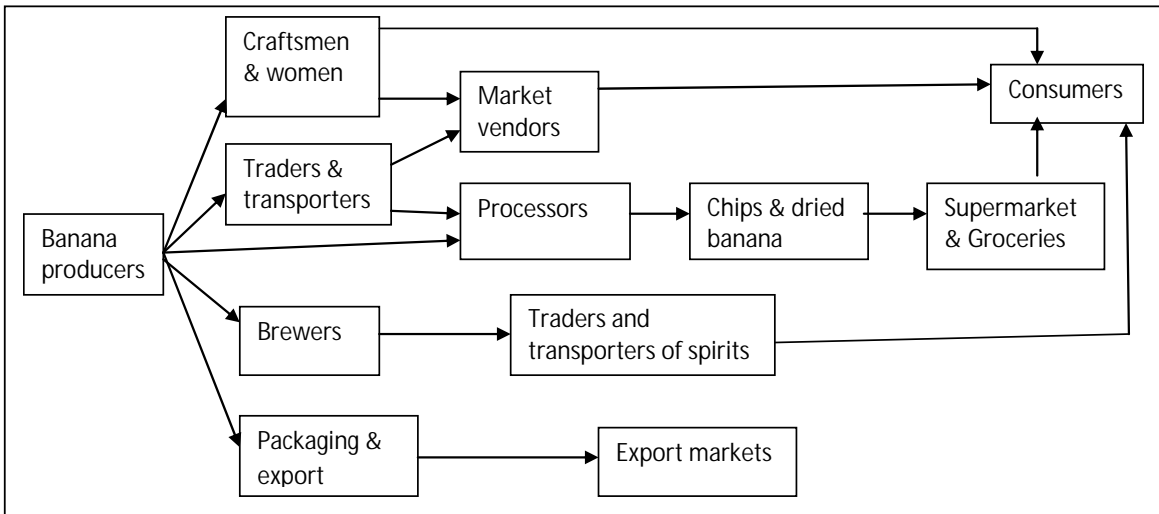 Craftsmen
& women
Consumers
Market
vendors
Traders &
transporters
Processors
Chips & dried
banana
Supermarket
& Groceries
Banana
producers
Brewers
Traders and
transporters of spirits
Packaging &
export
Export markets